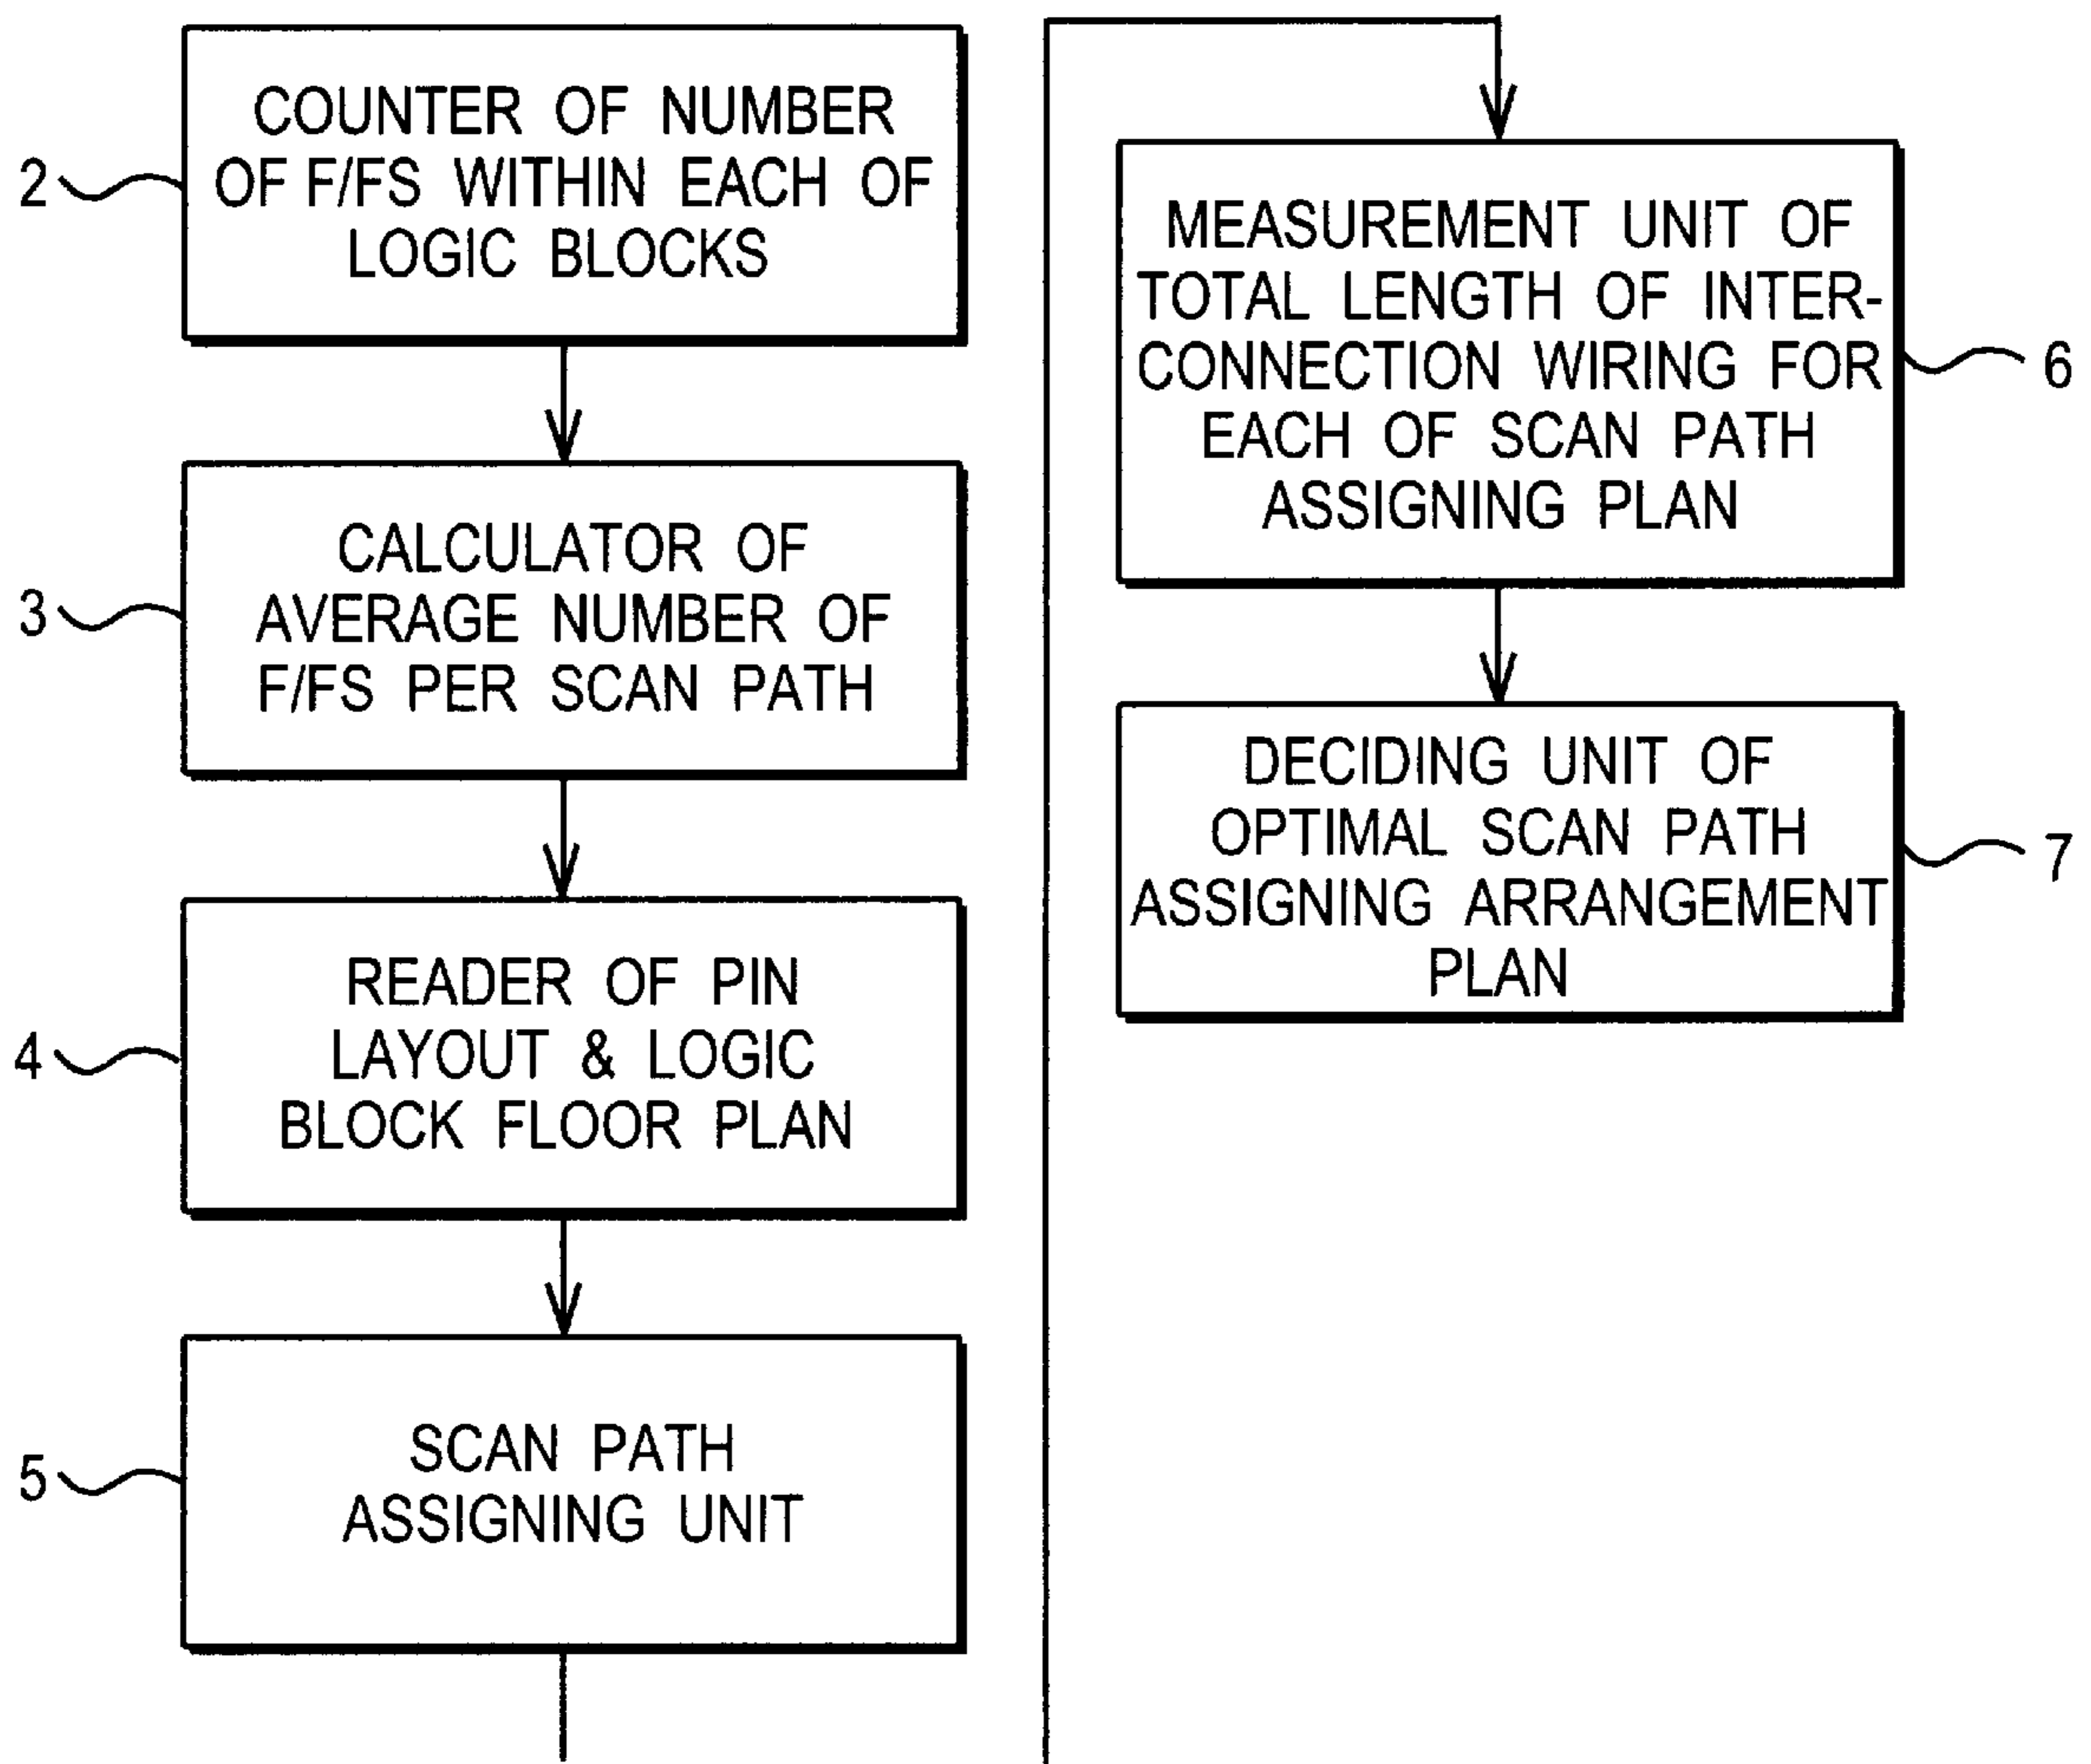 COUNTER OF NUMBER
OF F/FS WITHIN EACH OF
LOGIC BLOCKS
2
CALCULATOR OF
AVERAGE NUMBER OF
F/FS PER SCAN PATH
3
READER OF PIN
LAYOUT & LOGIC
BLOCK FLOOR PLAN
4
SCAN PATH
ASSIGNING UNIT
5
MEASUREMENT UNIT OF
TOTAL LENGTH OF INTER-
CONNECTION WIRING FOR
EACH OF SCAN PATH
ASSIGNING PLAN
6
DECIDING UNIT OF
OPTIMAL SCAN PATH
ASSIGNING ARRANGEMENT
PLAN
7